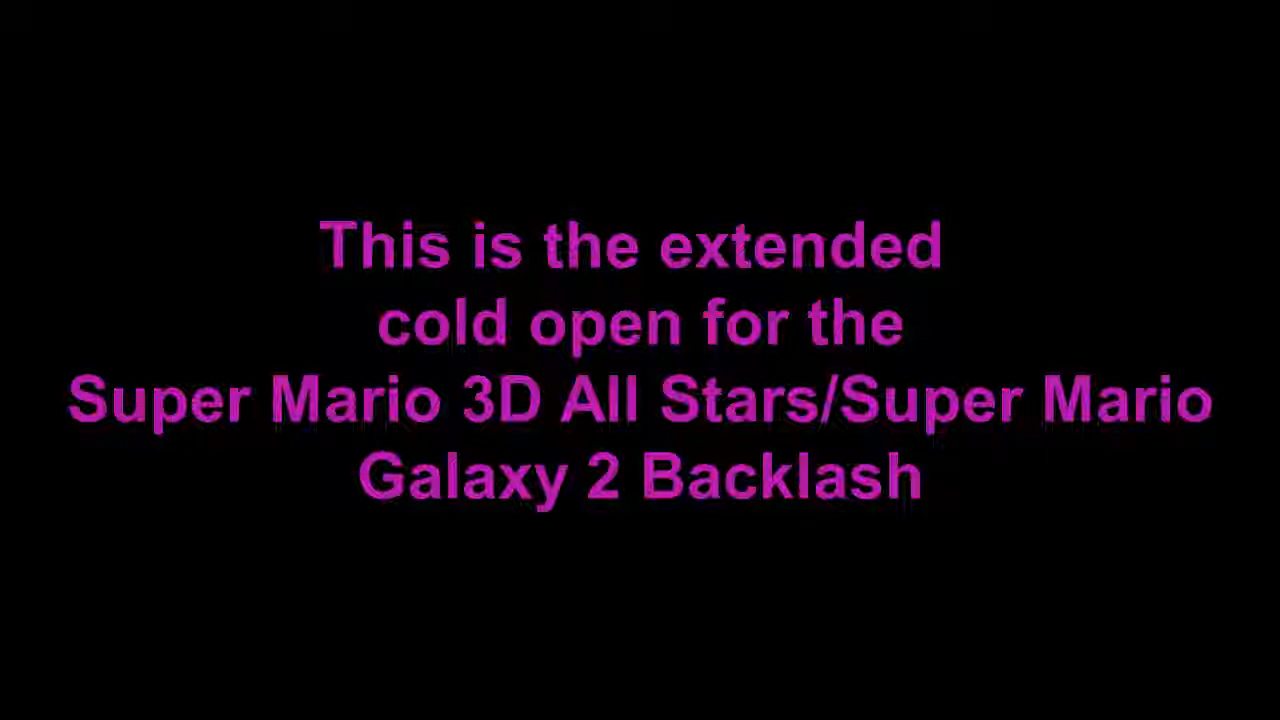 This is the extended
cold open for the
Super Mario 3D All Stars/Super Mario
Galaxy 2 Backlash